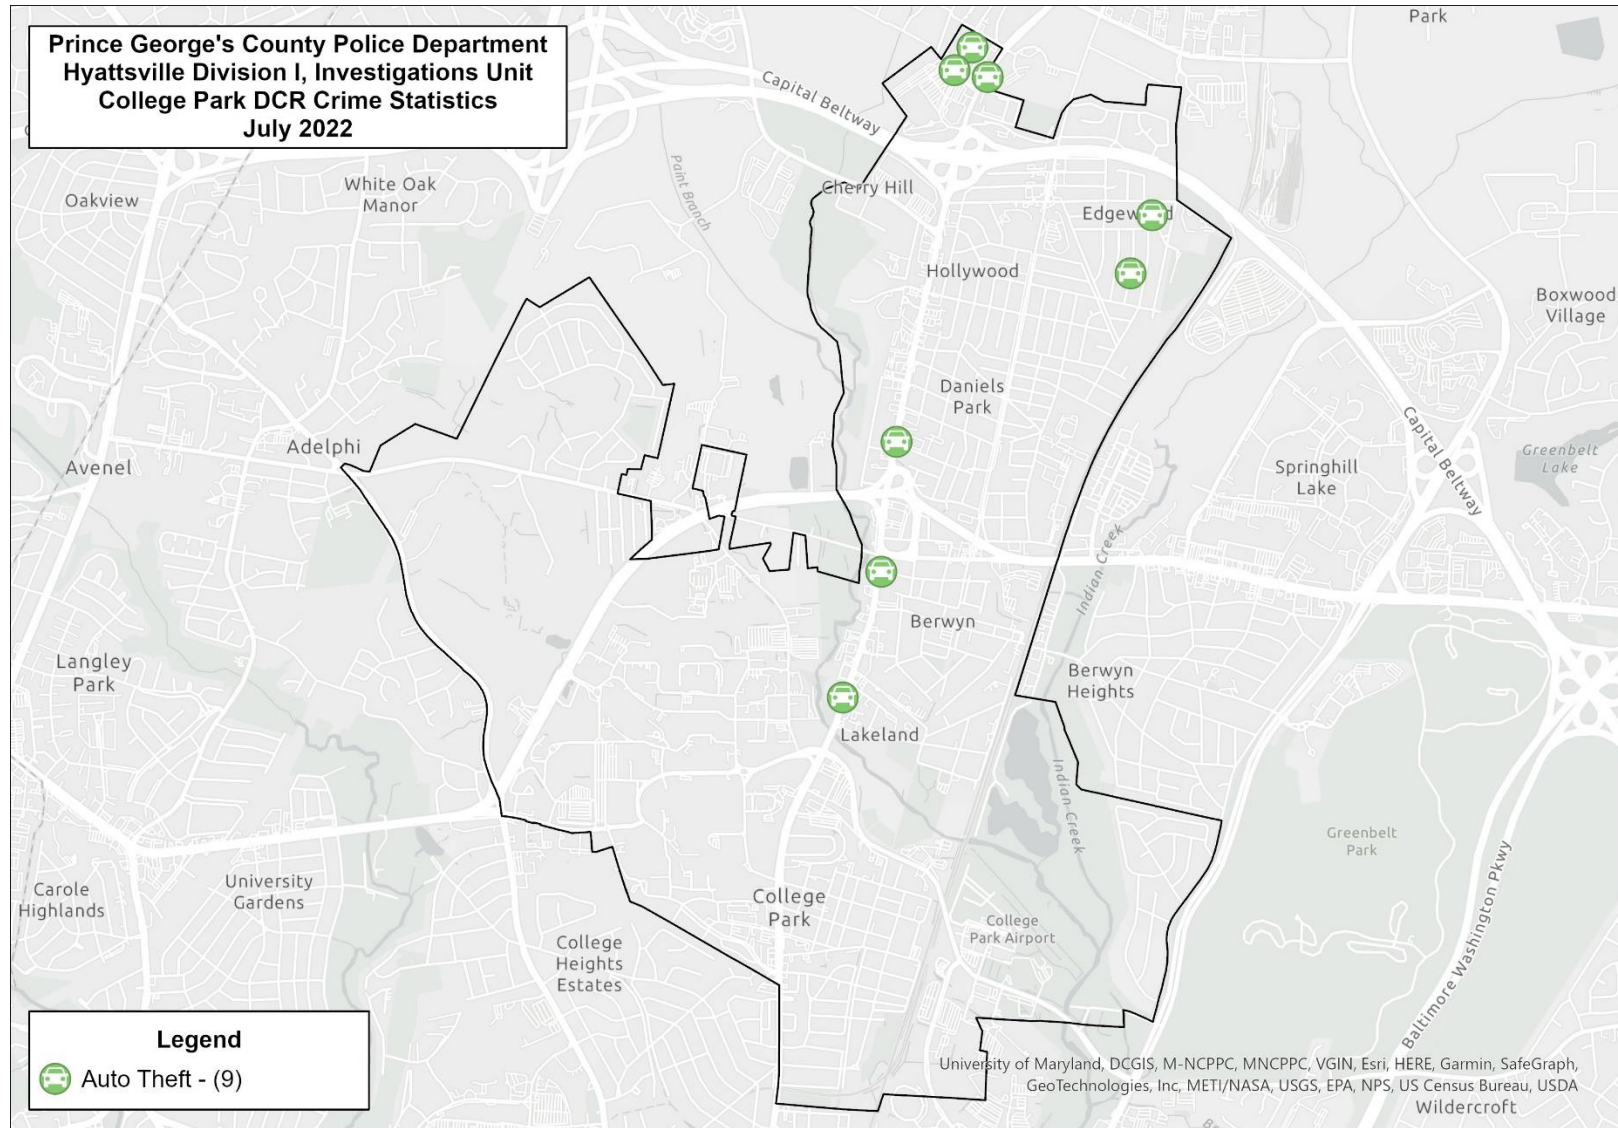 Prince George's County Police Department
Hyattsville Division I, Investigations Unit
College Park DCR Crime Statistics
July 2022
Park
Capital Beltway
Paint Branch
White Oak
Manor
Oakview
Cherry Hill
Hollywood
Boxwood
Village
Daniels
Park
Adelphi
Avenel
Capital Beltway
Springhill
Lake
Greenbelt
Lake
Indian Creek
Berwyn
Langley
Park
Berwyn
Heights
Lakeland
Indian Creek
Greenbelt
Park
University
Gardens
Carole
Highlands
College
Park
College
Park Airport
College
Heights
Estates
Baltimore Washington Pkwy
Legend
Auto Theft - (9)
University of Maryland, DCGIS, M-NCPPC, MNCPPC, VGIN, Esri, HERE, Garmin, SafeGraph,
GeoTechnologies, Inc, METI/NASA, USGS, EPA, NPS, US Census Bureau, USDA
Wildercroft